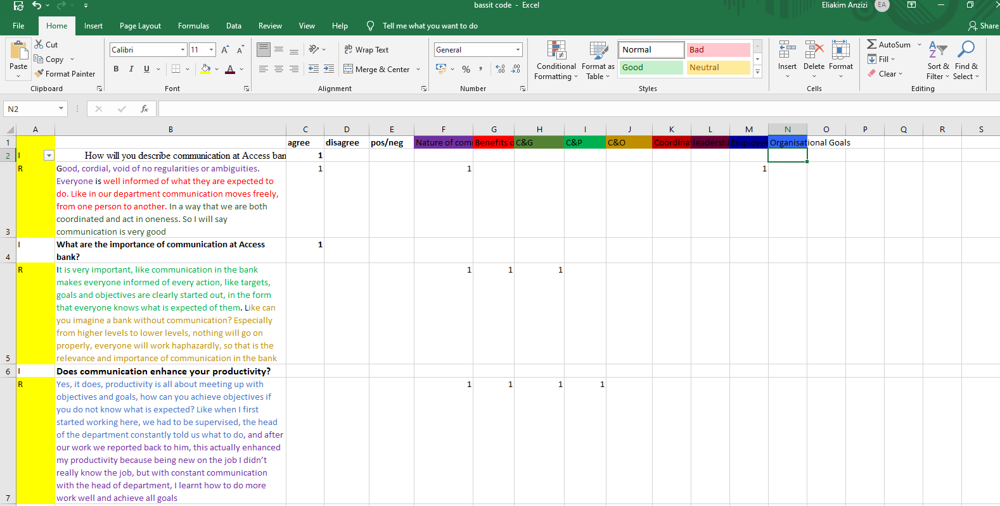 bassit code - Excel
Eliakim Anzizi EA
File Home Insert Page Layout Formulas Data Review View Help Tell me what you want to do Share
Cut
Copy
Format Painter
Paste
Clipboard
Calibri 11
B I U
Font
Wrap Text
Merge & Center
Alignment
General
Number
Conditional Formatting
Format as Table
Normal Bad
Good Neutral
Styles
Insert Delete Format
Cells
AutoSum
Fill
Clear
Sort & Filter
Find & Select
Editing
N2 fx
A B C D E F G H I J K L M N O P Q R S
1 agree disagree pos/neg Nature of com Benefits o C&G C&P C&O Coordina leadershi Employe Organisational Goals
2 I How will you describe communication at Access ban 1
R Good, cordial, void of no regularities or ambiguities. 1 1 1
Everyone is well informed of what they are expected to
do. Like in our department communication moves freely,
from one person to another. In a way that we are both
coordinated and act in oneness. So I will say
3 communication is very good
I What are the importance of communication at Access 1
4 bank?
R It is very important, like communication in the bank 1 1 1
makes everyone informed of every action, like targets,
goals and objectives are clearly started out, in the form
that everyone knows what is expected of them. Like can
you imagine a bank without communication? Especially
from higher levels to lower levels, nothing will go on
properly, everyone will work haphazardly, so that is the
5 relevance and importance of communication in the bank
6 I Does communication enhance your productivity?
R Yes, it does, productivity is all about meeting up with 1 1 1 1
objectives and goals, how can you achieve objectives if
you do not know what is expected? Like when I first
started working here, we had to be supervised, the head
of the department constantly told us what to do, and after
our work we reported back to him, this actually enhanced
my productivity because being new on the job I didn't
really know the job, but with constant communication
with the head of department, I learnt how to do more
7 work well and achieve all goals